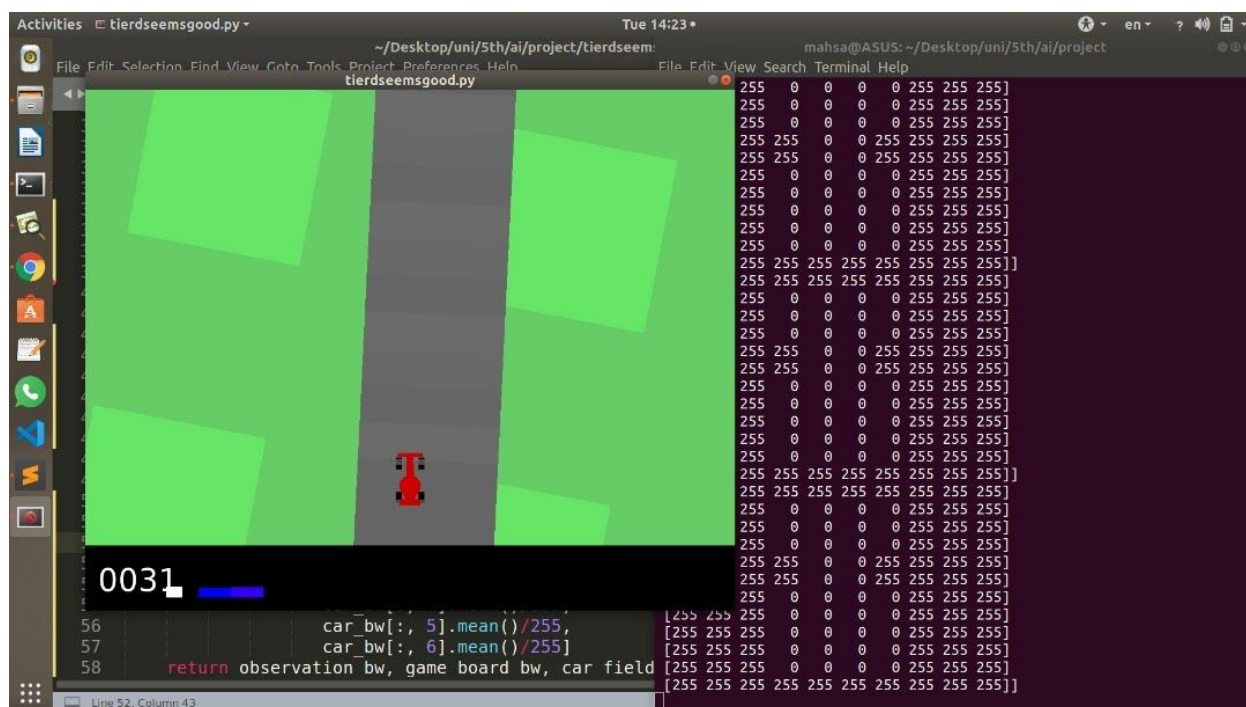 Activities tierdseemsgood.py Tue 14:23 en ?
~/Desktop/uni/5th/ai/project/tierdseem
File Edit Selection Find View Goto Tools Project Preferences Help
tierdseemsgood.py
0031
56 car_bw[:, 5].mean()/255,
57 car_bw[:, 6].mean()/255]
58 return observation_bw, game_board_bw, car_field
Line 52, Column 43
mahsa@ASUS: ~/Desktop/uni/5th/ai/project
File Edit View Search Terminal Help
255 0 0 0 0 255 255 255]
255 0 0 0 0 255 255 255]
255 0 0 0 0 255 255 255]
255 255 0 0 255 255 255 255]
255 255 0 0 255 255 255 255]
255 0 0 0 0 255 255 255]
255 0 0 0 0 255 255 255]
255 0 0 0 0 255 255 255]
255 0 0 0 0 255 255 255]
255 0 0 0 0 255 255 255]
255 255 255 255 255 255 255 255]]
255 255 255 255 255 255 255 255]
255 0 0 0 0 255 255 255]
255 0 0 0 0 255 255 255]
255 0 0 0 0 255 255 255]
255 255 0 0 255 255 255 255]
255 255 0 0 255 255 255 255]
255 0 0 0 0 255 255 255]
255 0 0 0 0 255 255 255]
255 0 0 0 0 255 255 255]
255 0 0 0 0 255 255 255]
255 0 0 0 0 255 255 255]
255 255 255 255 255 255 255 255]]
255 255 255 255 255 255 255 255]
255 0 0 0 0 255 255 255]
255 0 0 0 0 255 255 255]
255 0 0 0 0 255 255 255]
255 255 0 0 255 255 255 255]
255 255 0 0 255 255 255 255]
255 0 0 0 0 255 255 255]
[255 255 255 0 0 0 0 255 255 255]
[255 255 255 0 0 0 0 255 255 255]
[255 255 255 0 0 0 0 255 255 255]
[255 255 255 0 0 0 0 255 255 255]
[255 255 255 255 255 255 255 255 255 255]]